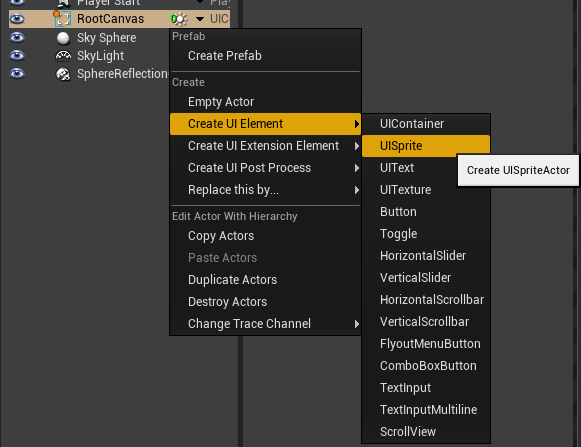 Player Start
Play
RootCanvas
UIC
Sky Sphere
SkyLight
SphereReflection
Prefab
Create Prefab
Create
Empty Actor
Create UI Element
Create UI Extension Element
Create UI Post Process
Replace this by...
Edit Actor With Hierarchy
Copy Actors
Paste Actors
Duplicate Actors
Destroy Actors
Change Trace Channel
UIContainer
UISprite
UIText
UITexture
Button
Toggle
HorizontalSlider
VerticalSlider
HorizontalScrollbar
VerticalScrollbar
FlyoutMenuButton
ComboBoxButton
TextInput
TextInputMultiline
ScrollView
Create UISpriteActor